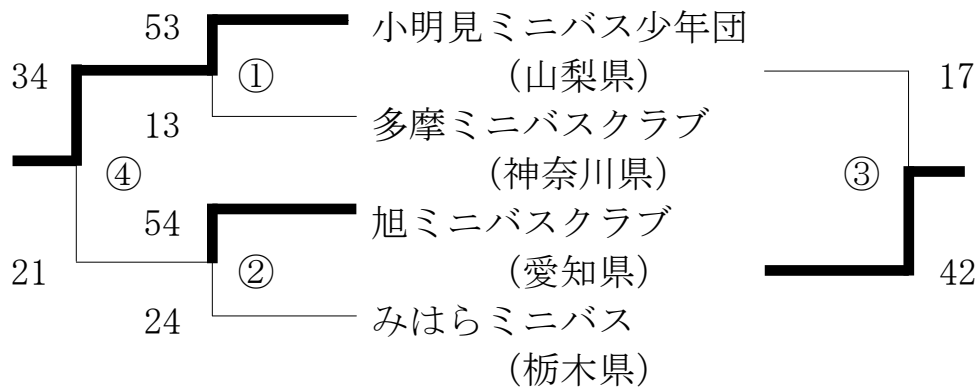 53 小明見ミニバス少年団
34 ① (山梨県) 17
13 多摩ミニバスクラブ
④ (神奈川県) ③
54 旭ミニバスクラブ
21 ② (愛知県) 42
24 みはらミニバス
(栃木県)